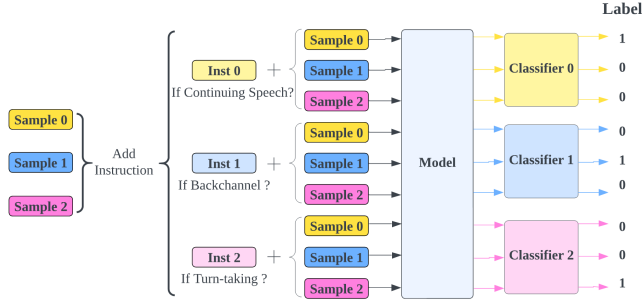 Label
Sample 0
Sample 1
Sample 2
Add
Instruction
Inst 0
If Continuing Speech?
Sample 0
Sample 1
Sample 2
Inst 1
If Backchannel ?
Sample 0
Sample 1
Sample 2
Inst 2
If Turn-taking ?
Sample 0
Sample 1
Sample 2
+
+
+
Model
Classifier 0
Classifier 1
Classifier 2
1
0
0
0
1
0
0
0
1